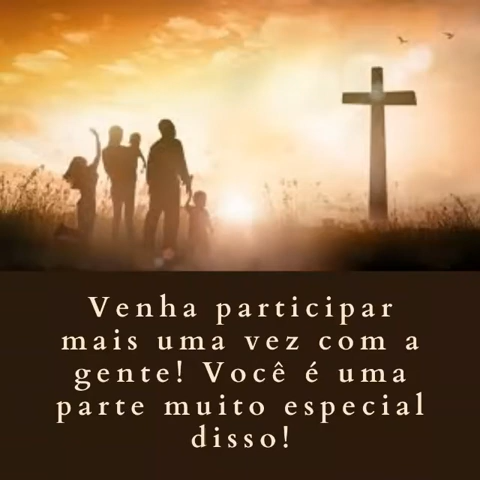 Venha participar
mais uma vez com a
gente! Você é uma
parte muito especial
disso!